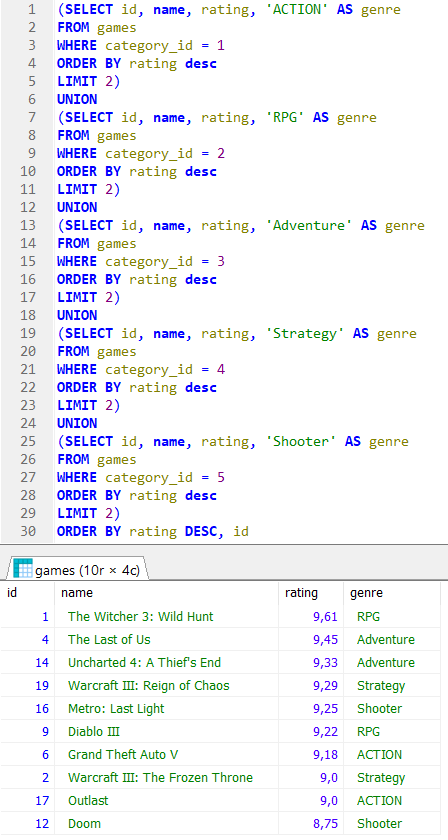 1 (SELECT id, name, rating, 'ACTION' AS genre
2 FROM games
3 WHERE category_id = 1
4 ORDER BY rating desc
5 LIMIT 2)
6 UNION
7 (SELECT id, name, rating, 'RPG' AS genre
8 FROM games
9 WHERE category_id = 2
10 ORDER BY rating desc
11 LIMIT 2)
12 UNION
13 (SELECT id, name, rating, 'Adventure' AS genre
14 FROM games
15 WHERE category_id = 3
16 ORDER BY rating desc
17 LIMIT 2)
18 UNION
19 (SELECT id, name, rating, 'Strategy' AS genre
20 FROM games
21 WHERE category_id = 4
22 ORDER BY rating desc
23 LIMIT 2)
24 UNION
25 (SELECT id, name, rating, 'Shooter' AS genre
26 FROM games
27 WHERE category_id = 5
28 ORDER BY rating desc
29 LIMIT 2)
30 ORDER BY rating DESC, id
games (10r × 4c)
id name rating genre
1 The Witcher 3: Wild Hunt 9,61 RPG
4 The Last of Us 9,45 Adventure
14 Uncharted 4: A Thief's End 9,33 Adventure
19 Warcraft III: Reign of Chaos 9,29 Strategy
16 Metro: Last Light 9,25 Shooter
9 Diablo III 9,22 RPG
6 Grand Theft Auto V 9,18 ACTION
2 Warcraft III: The Frozen Throne 9,0 Strategy
17 Outlast 9,0 ACTION
12 Doom 8,75 Shooter